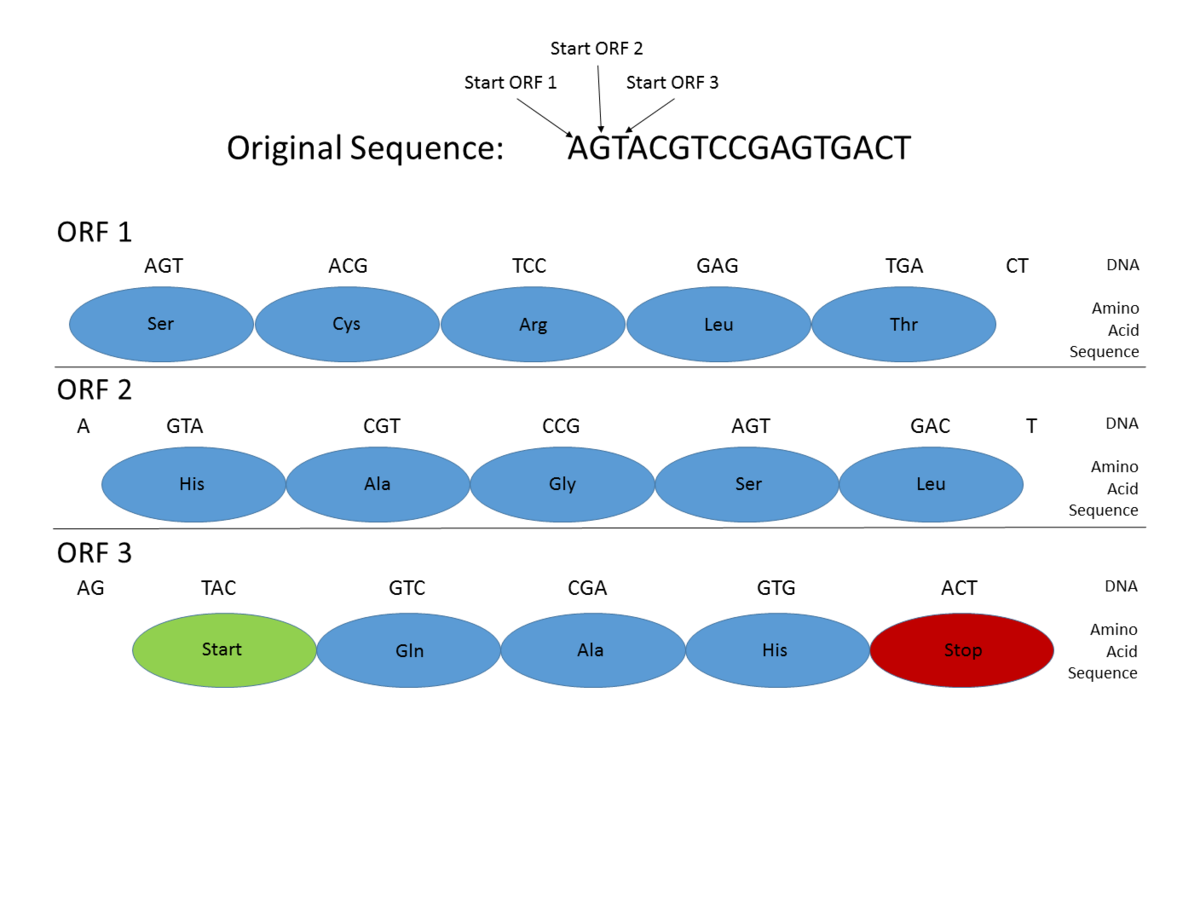 Start ORF 2
Start ORF 1 Start ORF 3
Original Sequence: AGTACGTCCGAGTGACT
ORF 1
AGT ACG TCC GAG TGA CT DNA
Ser Cys Arg Leu Thr Amino
Acid
Sequence
ORF 2
A GTA CGT CCG AGT GAC T DNA
His Ala Gly Ser Leu Amino
Acid
Sequence
ORF 3
AG TAC GTC CGA GTG ACT DNA
Start Gln Ala His Stop Amino
Acid
Sequence